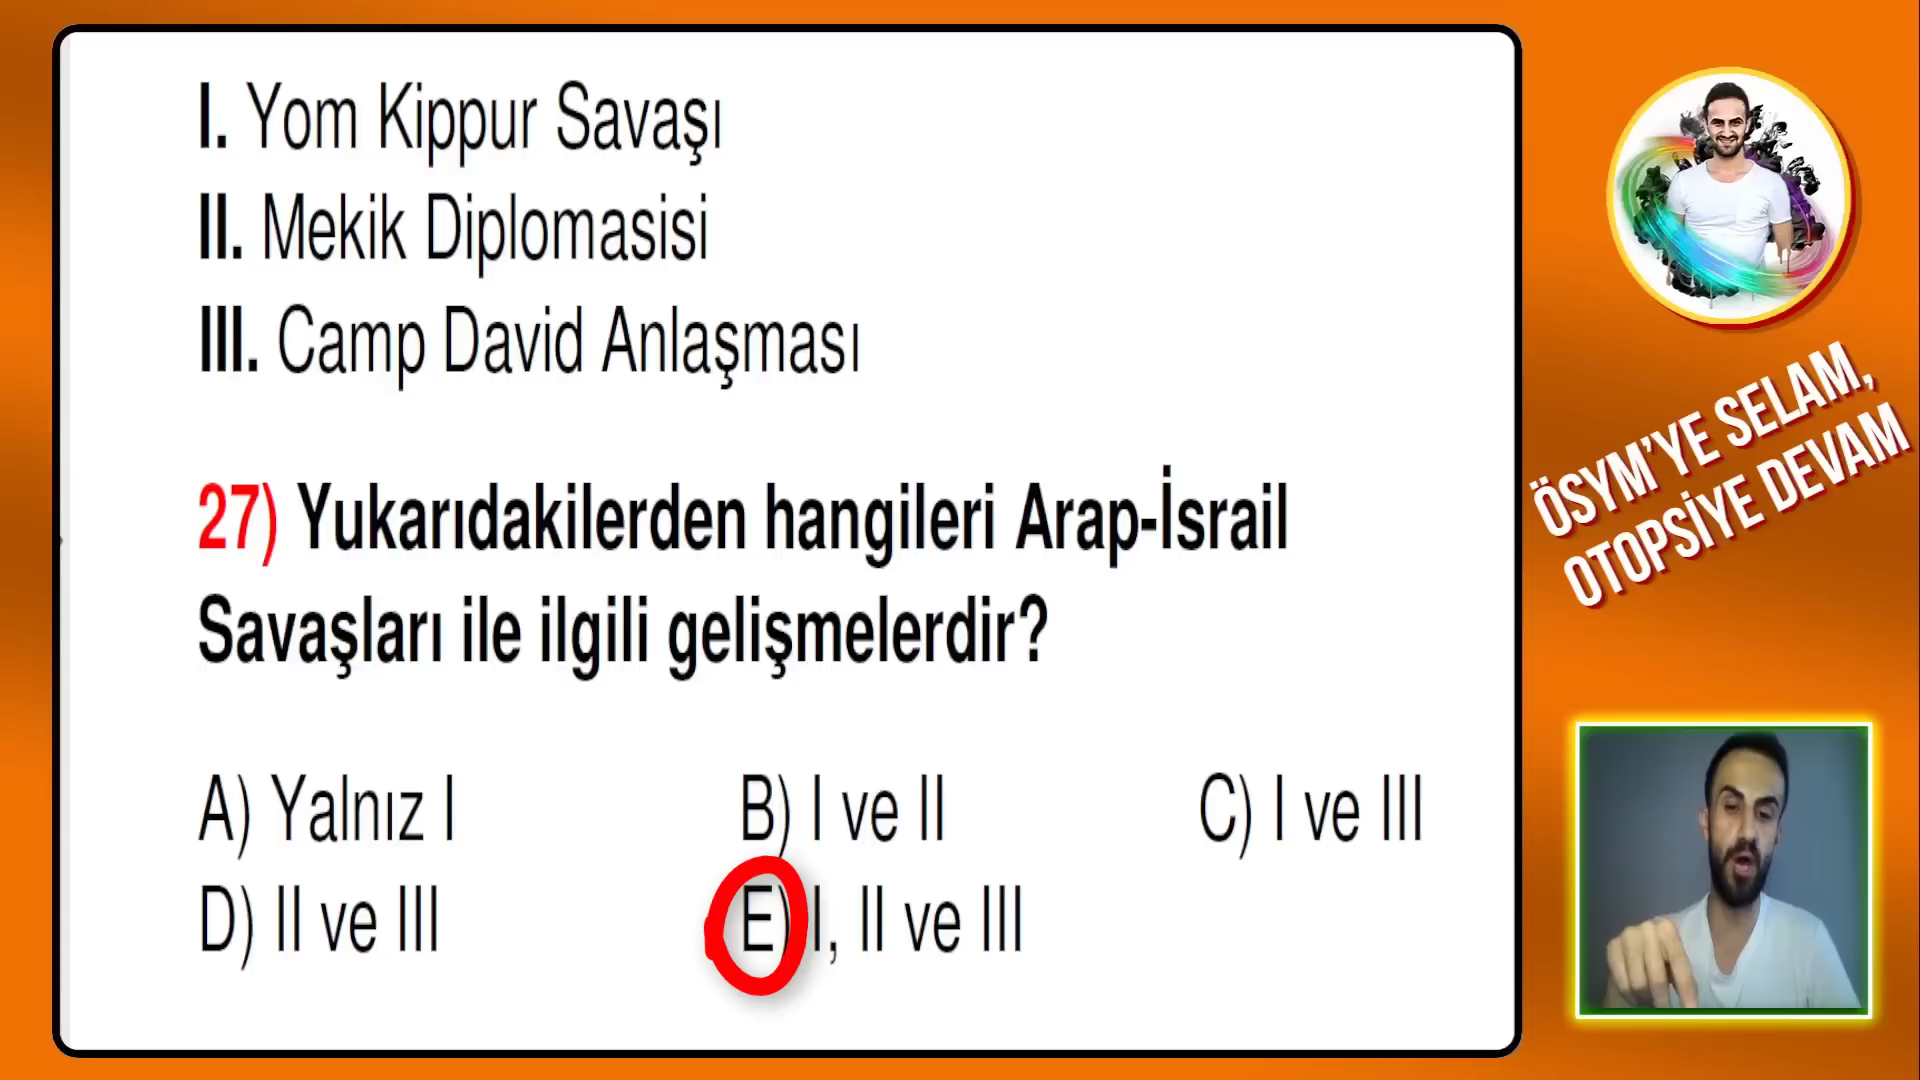 I. Yom Kippur Savaşı
II. Mekik Diplomasisi
III. Camp David Anlaşması
27) Yukarıdakilerden hangileri Arap-İsrail
Savaşları ile ilgili gelişmelerdir?
A) Yalnız I B) I ve II C) I ve III
D) II ve III E) I, II ve III
ÖSYM'YE SELAM,
OTOPSİYE DEVAM